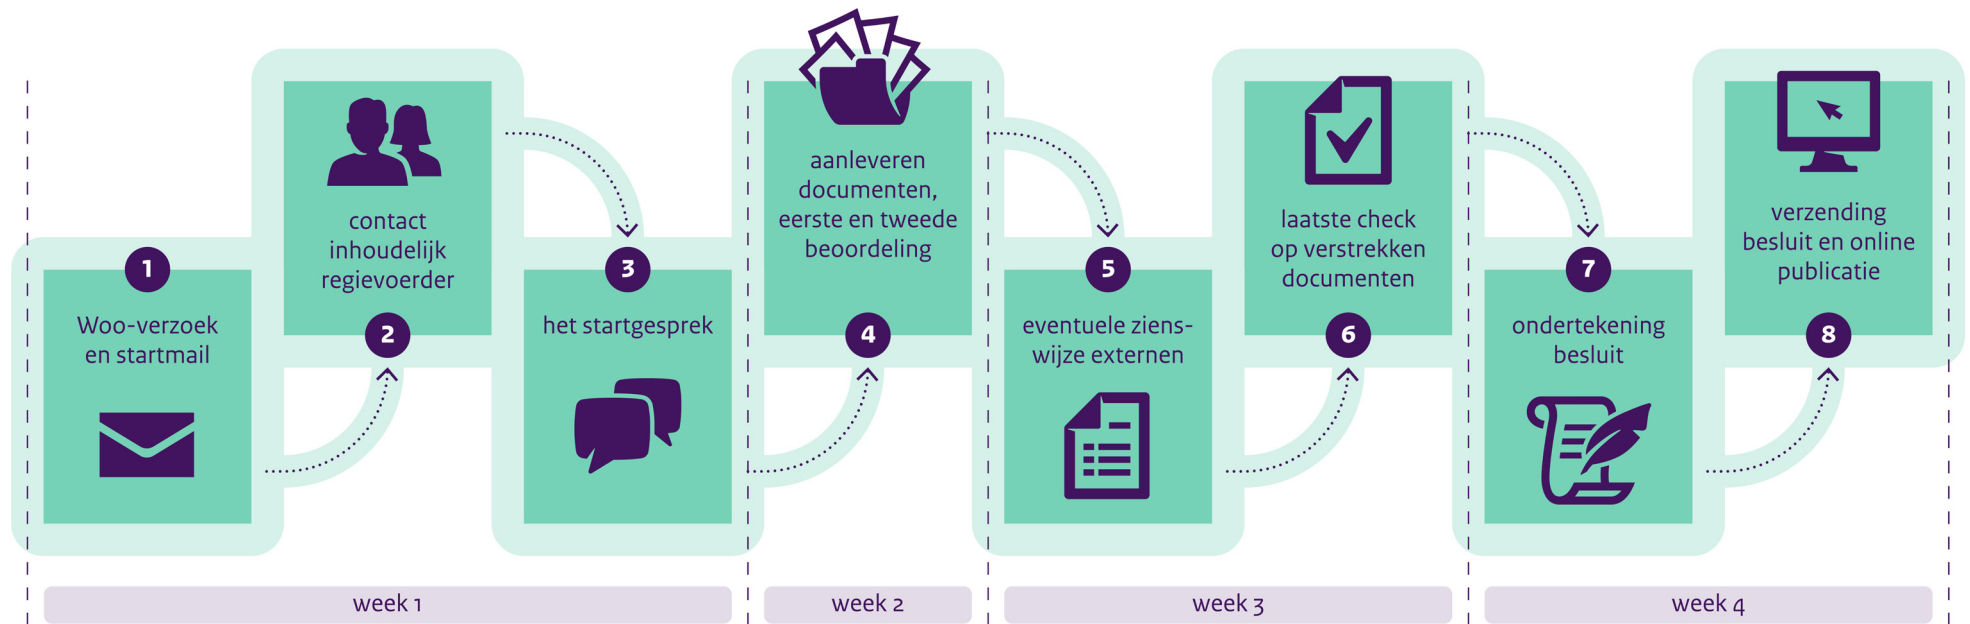 1
Woo-verzoek
en startmail
contact
inhoudelijk
regievoerder
2
3
het startgesprek
aanleveren
documenten,
eerste en tweede
beoordeling
4
5
eventuele ziens-
wijze externen
laatste check
op verstrekken
documenten
6
7
ondertekening
besluit
verzending
besluit en online
publicatie
8
week 1
week 2
week 3
week 4